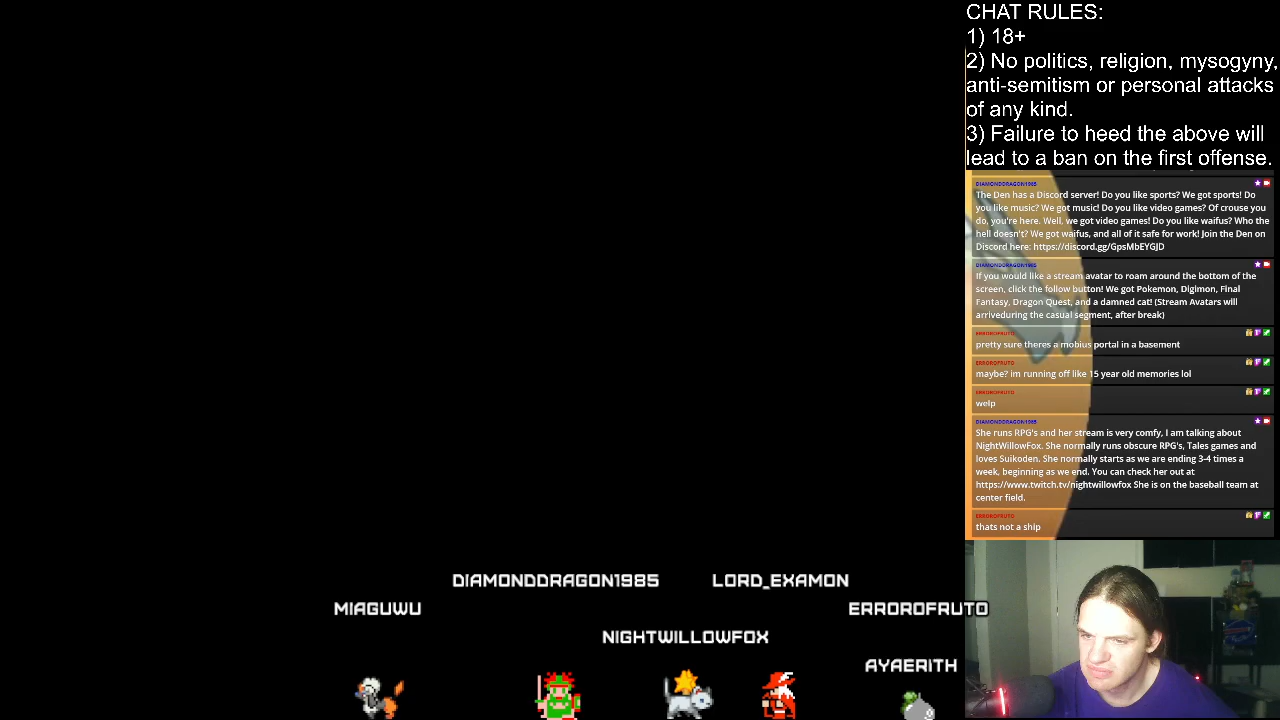 CHAT RULES:
1) 18+
2) No politics, religion, mysogyny,
anti-semitism or personal attacks
of any kind.
3) Failure to heed the above will
lead to a ban on the first offense.
DIAMONDDRAGON1985
The Den has a Discord server! Do you like sports? We got sports! Do
you like music? We got music! Do you like video games? Of crouse you
do, you're here. Well, we got video games! Do you like waifus? Who the
hell doesn't? We got waifus, and all of it safe for work! Join the Den on
Discord here: https://discord.gg/GpsMbEYGJD
DIAMONDDRAGON1985
If you would like a stream avatar to roam around the bottom of the
screen, click the follow button! We got Pokemon, Digimon, Final
Fantasy, Dragon Quest, and a damned cat! (Stream Avatars will
arriveduring the casual segment, after break)
ERROROFRUTO
pretty sure theres a mobius portal in a basement
ERROROFRUTO
maybe? im running off like 15 year old memories lol
ERROROFRUTO
welp
DIAMONDDRAGON1985
She runs RPG's and her stream is very comfy, I am talking about
NightWillowFox. She normally runs obscure RPG's, Tales games and
loves Suikoden. She normally starts as we are ending 3-4 times a
week, beginning as we end. You can check her out at
https://www.twitch.tv/nightwillowfox She is on the baseball team at
center field.
ERROROFRUTO
thats not a ship
DIAMONDDRAGON1985
LORD_EXAMON
MIAGUWU
ERROROFRUTO
NIGHTWILLOWFOX
AYAERITH